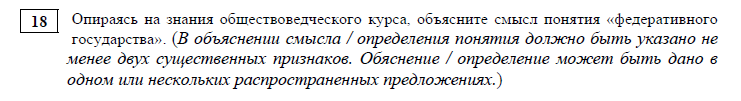 18 Опираясь на знания обществоведческого курса, объясните смысл понятия «федеративного
государства». (В объяснении смысла / определения понятия должно быть указано не
менее двух существенных признаков. Обяснение / определение может быть дано в
одном или нескольких распространенных предложениях.)